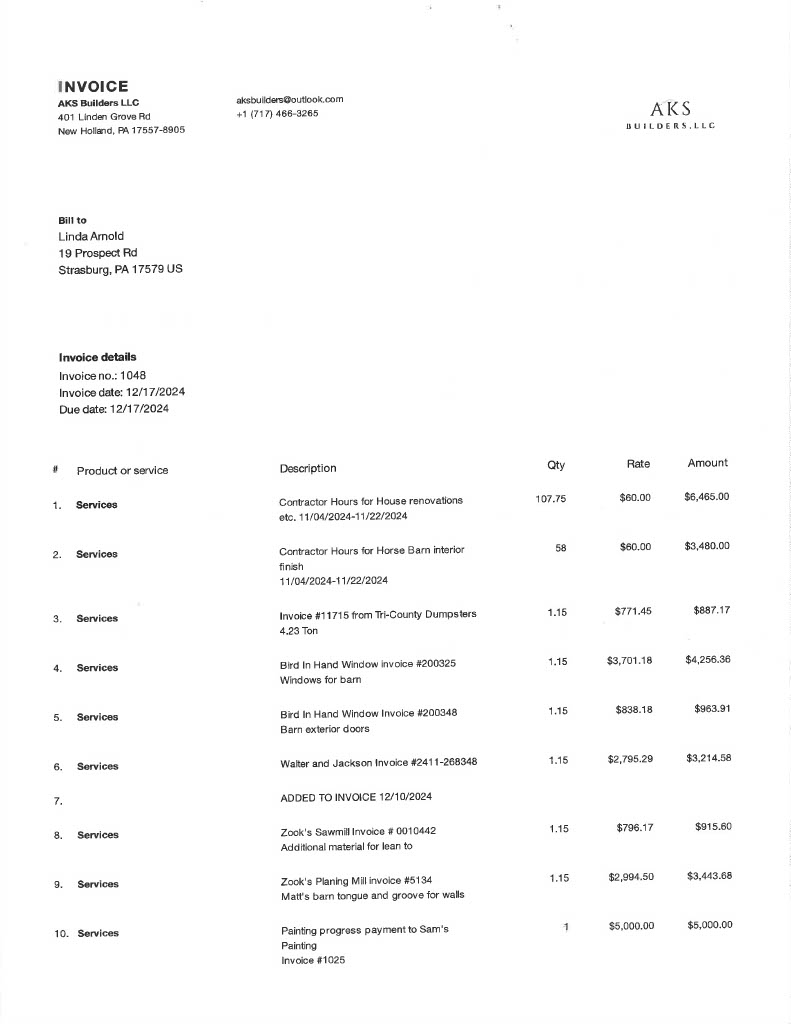 INVOICE
AKS Builders LLC
401 Linden Grove Rd
New Holland, PA 17557-8905
aksbuilders@outlook.com
+1 (717) 466-3265
AKS
BUILDERS, LLC
Bill to
Linda Arnold
19 Prospect Rd
Strasburg, PA 17579 US
Invoice details
Invoice no.: 1048
Invoice date: 12/17/2024
Due date: 12/17/2024
# Product or service Description Qty Rate Amount
1. Services Contractor Hours for House renovations 107.75 $60.00 $6,465.00
etc. 11/04/2024-11/22/2024
2. Services Contractor Hours for Horse Barn interior 58 $60.00 $3,480.00
finish
11/04/2024-11/22/2024
3. Services Invoice #11715 from Tri-County Dumpsters 1.15 $771.45 $887.17
4.23 Ton
4. Services Bird In Hand Window invoice #200325 1.15 $3,701.18 $4,256.36
Windows for barn
5. Services Bird In Hand Window Invoice #200348 1.15 $838.18 $963.91
Barn exterior doors
6. Services Walter and Jackson Invoice #2411-268348 1.15 $2,795.29 $3,214.58
7. ADDED TO INVOICE 12/10/2024
8. Services Zook's Sawmill Invoice # 0010442 1.15 $796.17 $915.60
Additional material for lean to
9. Services Zook's Planing Mill invoice #5134 1.15 $2,994.50 $3,443.68
Matt's barn tongue and groove for walls
10. Services Painting progress payment to Sam's 1 $5,000.00 $5,000.00
Painting
Invoice #1025